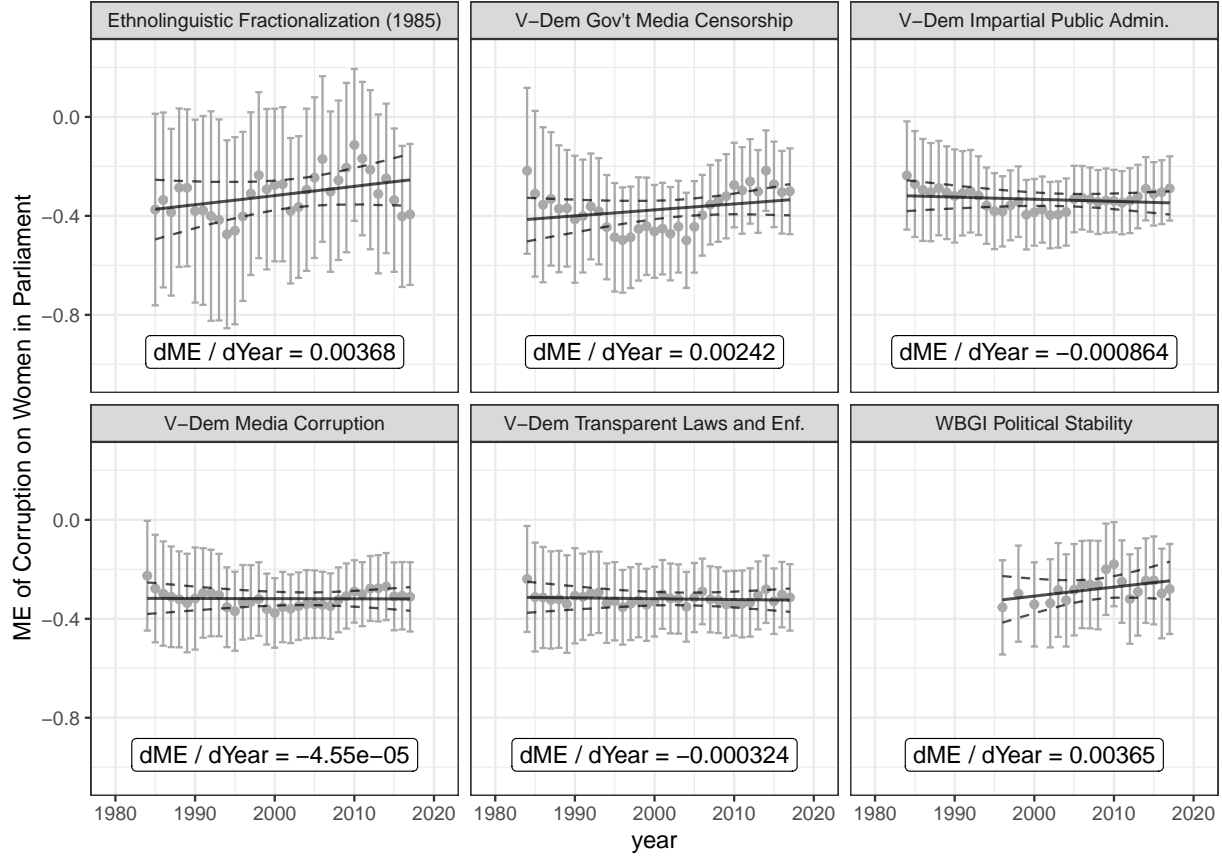 Ethnolinguistic Fractionalization (1985)
V−Dem Gov't Media Censorship
V−Dem Impartial Public Admin.
0.0
−0.4
−0.8
dME / dYear = 0.00368
dME / dYear = 0.00242
dME / dYear = −0.000864
V−Dem Media Corruption
V−Dem Transparent Laws and Enf.
WBGI Political Stability
0.0
−0.4
−0.8
dME / dYear = −4.55e−05
dME / dYear = −0.000324
dME / dYear = 0.00365
1980 1990 2000 2010 2020
1980 1990 2000 2010 2020
1980 1990 2000 2010 2020
year
ME of Corruption on Women in Parliament